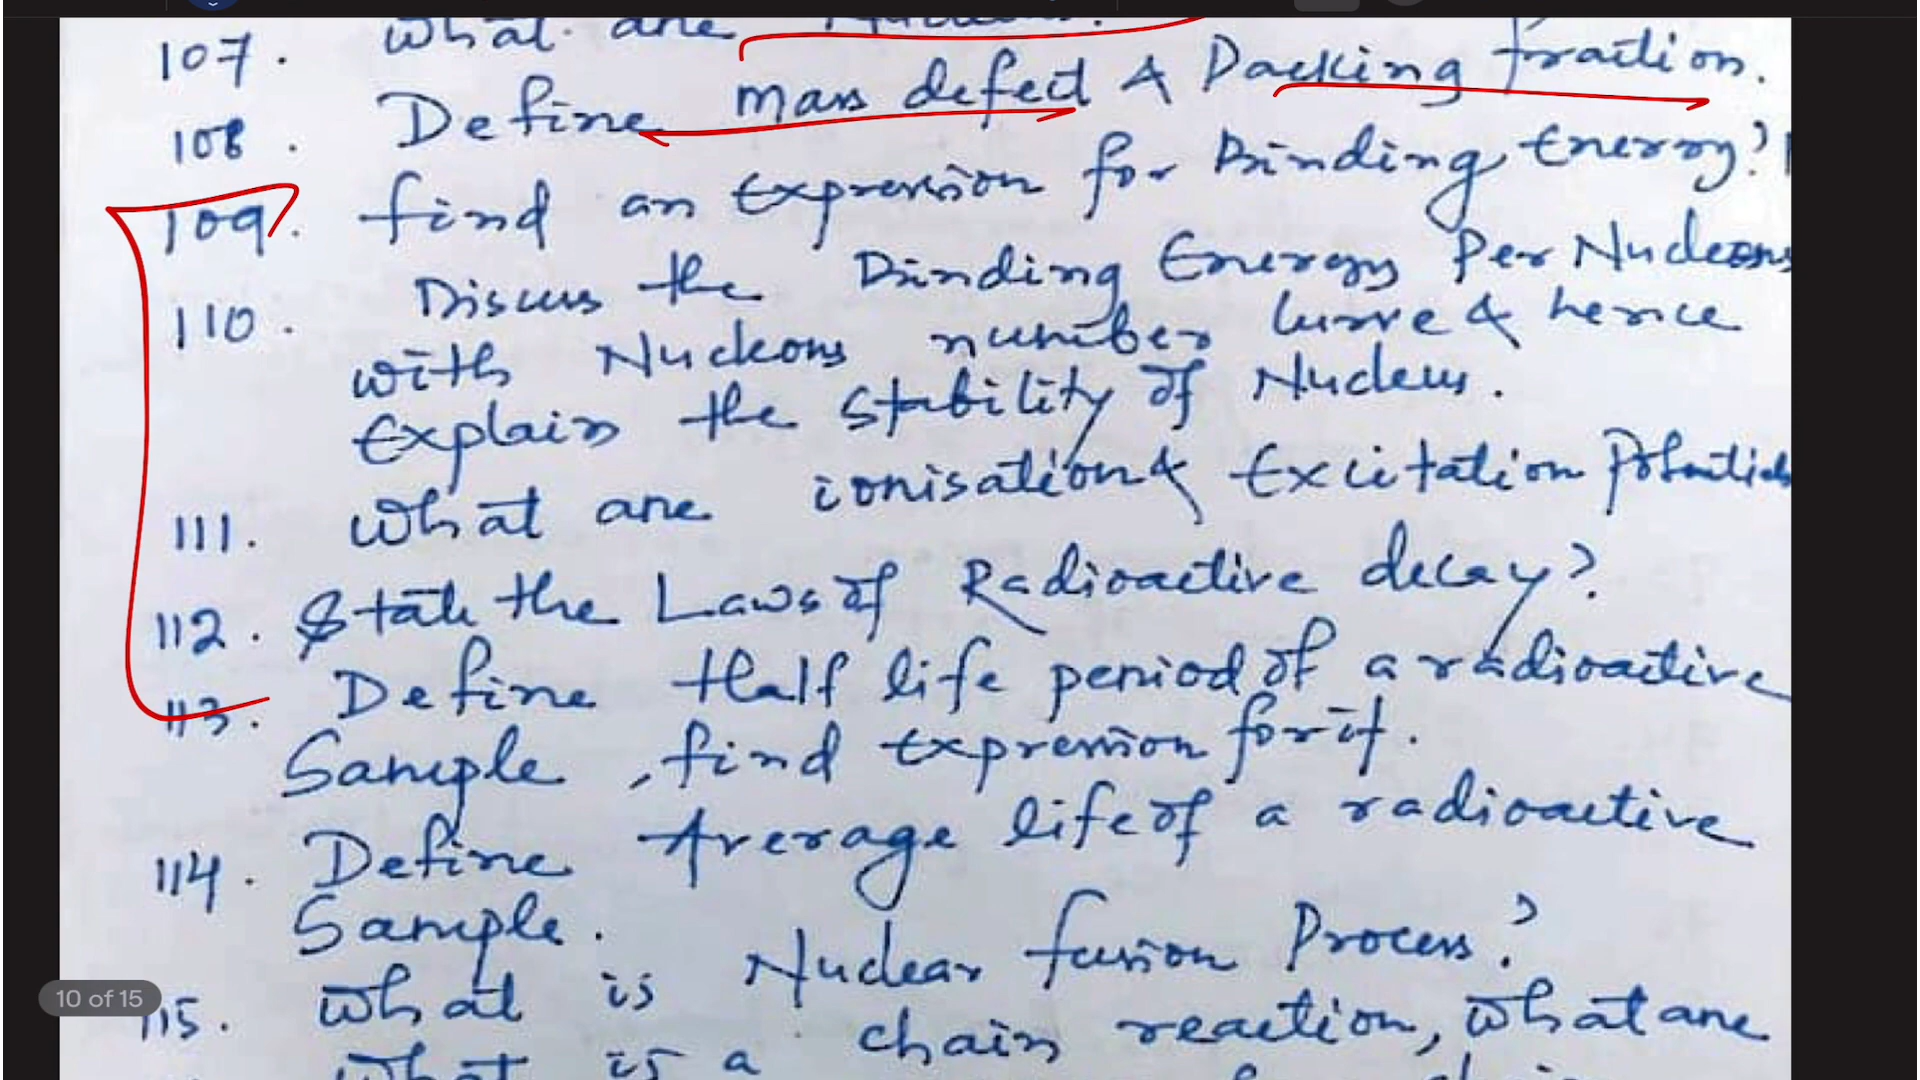 107. What are
108. Define mass defect & Packing fraction.
109. find an Expression for Binding Energy?
110. Discuss the Binding Energy Per Nucleons
with Nucleons number Curve & hence
Explain the Stability of Nucleus.
111. What are ionisation & Excitation Potentials
112. State the Laws of Radioactive decay?
113. Define Half life period of a radioactive
Sample, find expression for it.
114. Define Average life of a radioactive
Sample.
115. What is Nuclear fusion Process?
What is a chain reaction, What are
10 of 15